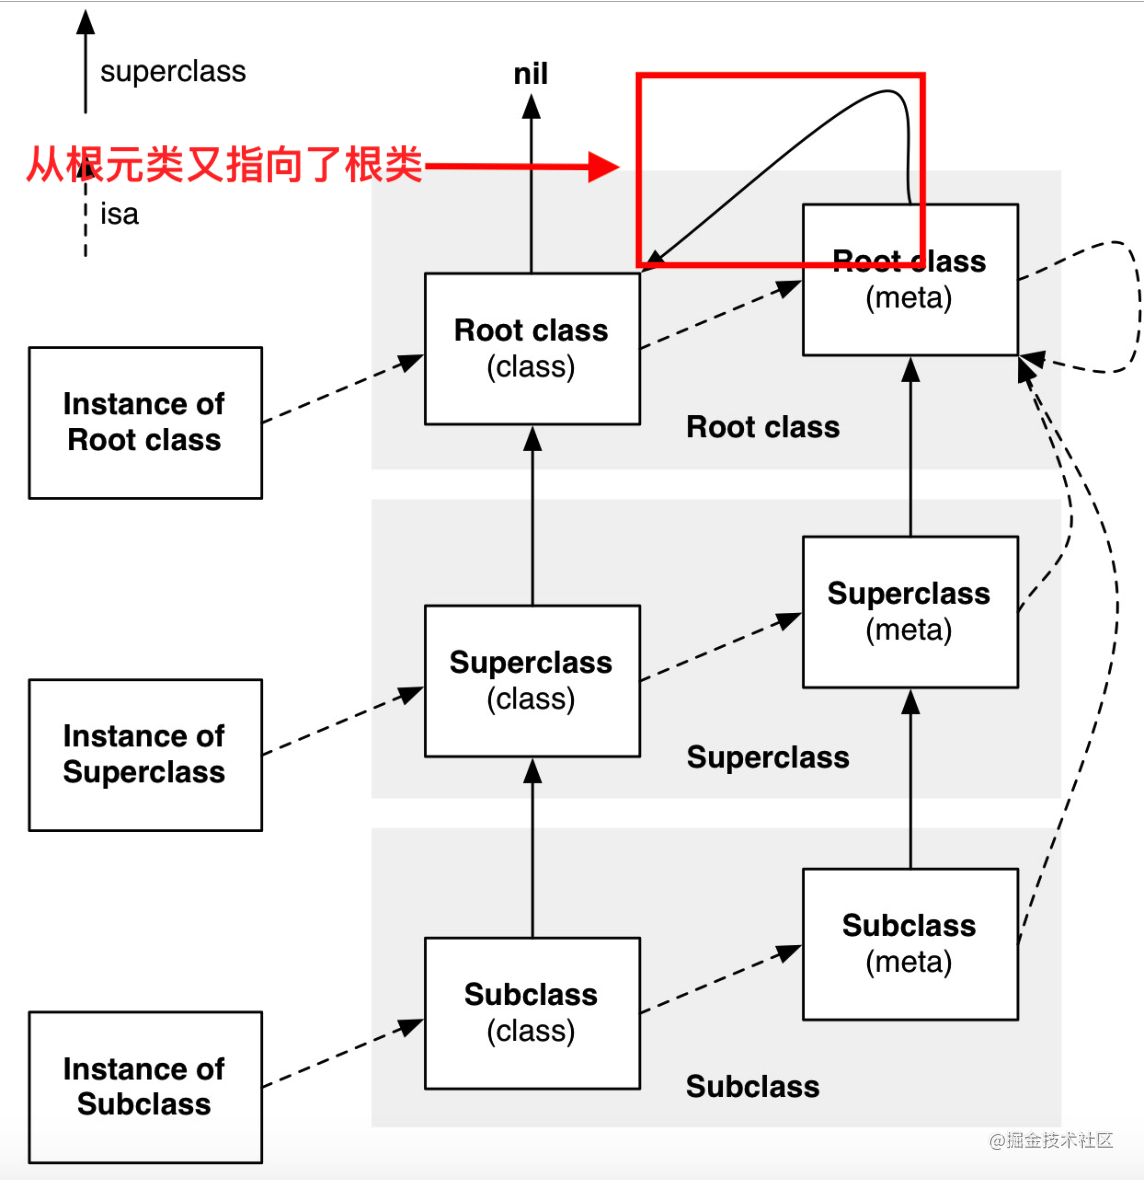 superclass
nil
从根元类又指向了根类
isa
Root class
(meta)
Root class
(class)
Instance of
Root class
Root class
Superclass
(meta)
Superclass
(class)
Instance of
Superclass
Superclass
Subclass
(meta)
Subclass
(class)
Instance of
Subclass
Subclass
@掘金技术社区